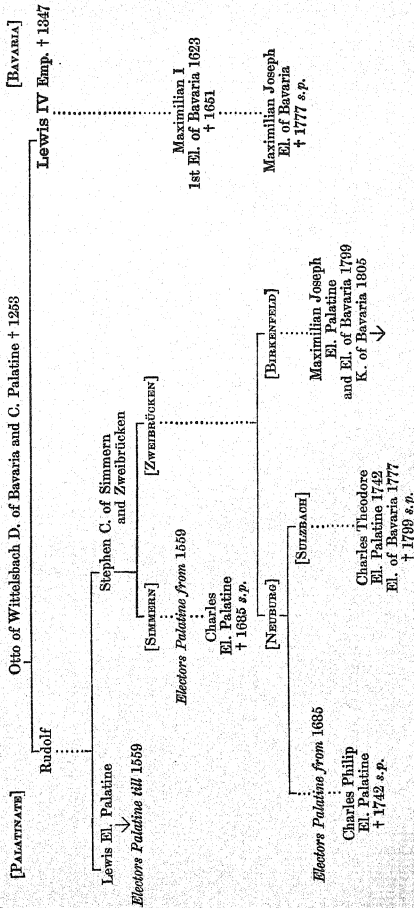 [PALATINATE]
Otto of Wittelsbach D. of Bavaria and C. Palatine † 1253
[BAVARIA]
Rudolf
Lewis IV Emp. † 1347
Lewis El. Palatine
Electors Palatine till 1559
Stephen C. of Simmern
and Zweibrücken
[SIMMERN]
[ZWEIBRÜCKEN]
Electors Palatine from 1559
Charles
El. Palatine
† 1685 s.p.
Maximilian I
1st El. of Bavaria 1623
† 1651
[NEUBURG]
[BIRKENFELD]
Maximilian Joseph
El. of Bavaria
† 1777 s.p.
[SULZBACH]
Electors Palatine from 1685
Charles Philip
El. Palatine
† 1742 s.p.
Charles Theodore
El. Palatine 1742
El. of Bavaria 1777
† 1799 s.p.
Maximilian Joseph
El. Palatine
and El. of Bavaria 1799
K. of Bavaria 1805